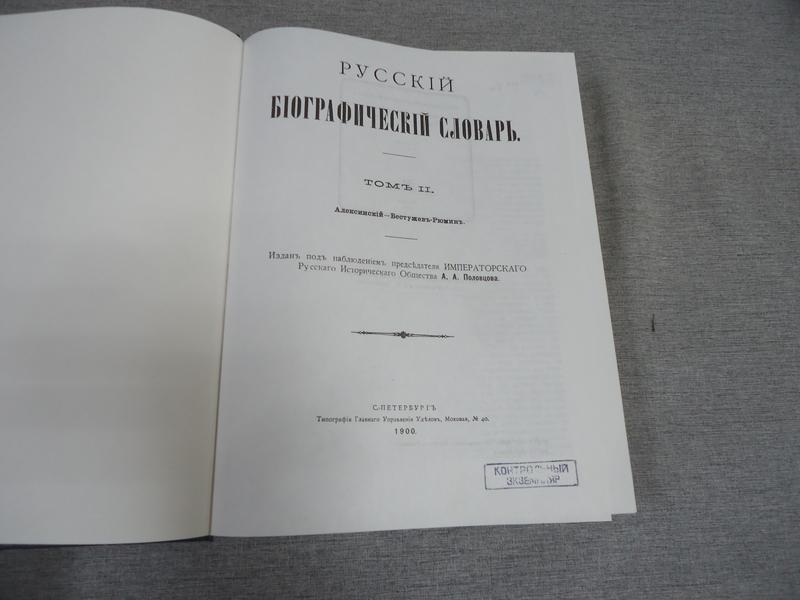 РУССКІЙ
БІОГРАФИЧЕСКІЙ СЛОВАРЬ.
ТОМЪ II.
Алексинскій—Бестужевъ-Рюминъ.
Изданъ подъ наблюденіемъ предсѣдателя ИМПЕРАТОРСКАГО
Русскаго Историческаго Общества А. А. Половцова.
С.-ПЕТЕРБУРГЪ
Типографія Главнаго Управленія Удѣловъ, Моховая, № 40.
1900.
КОНТРОЛЬНЫЙ
ЭКЗЕМПЛЯР